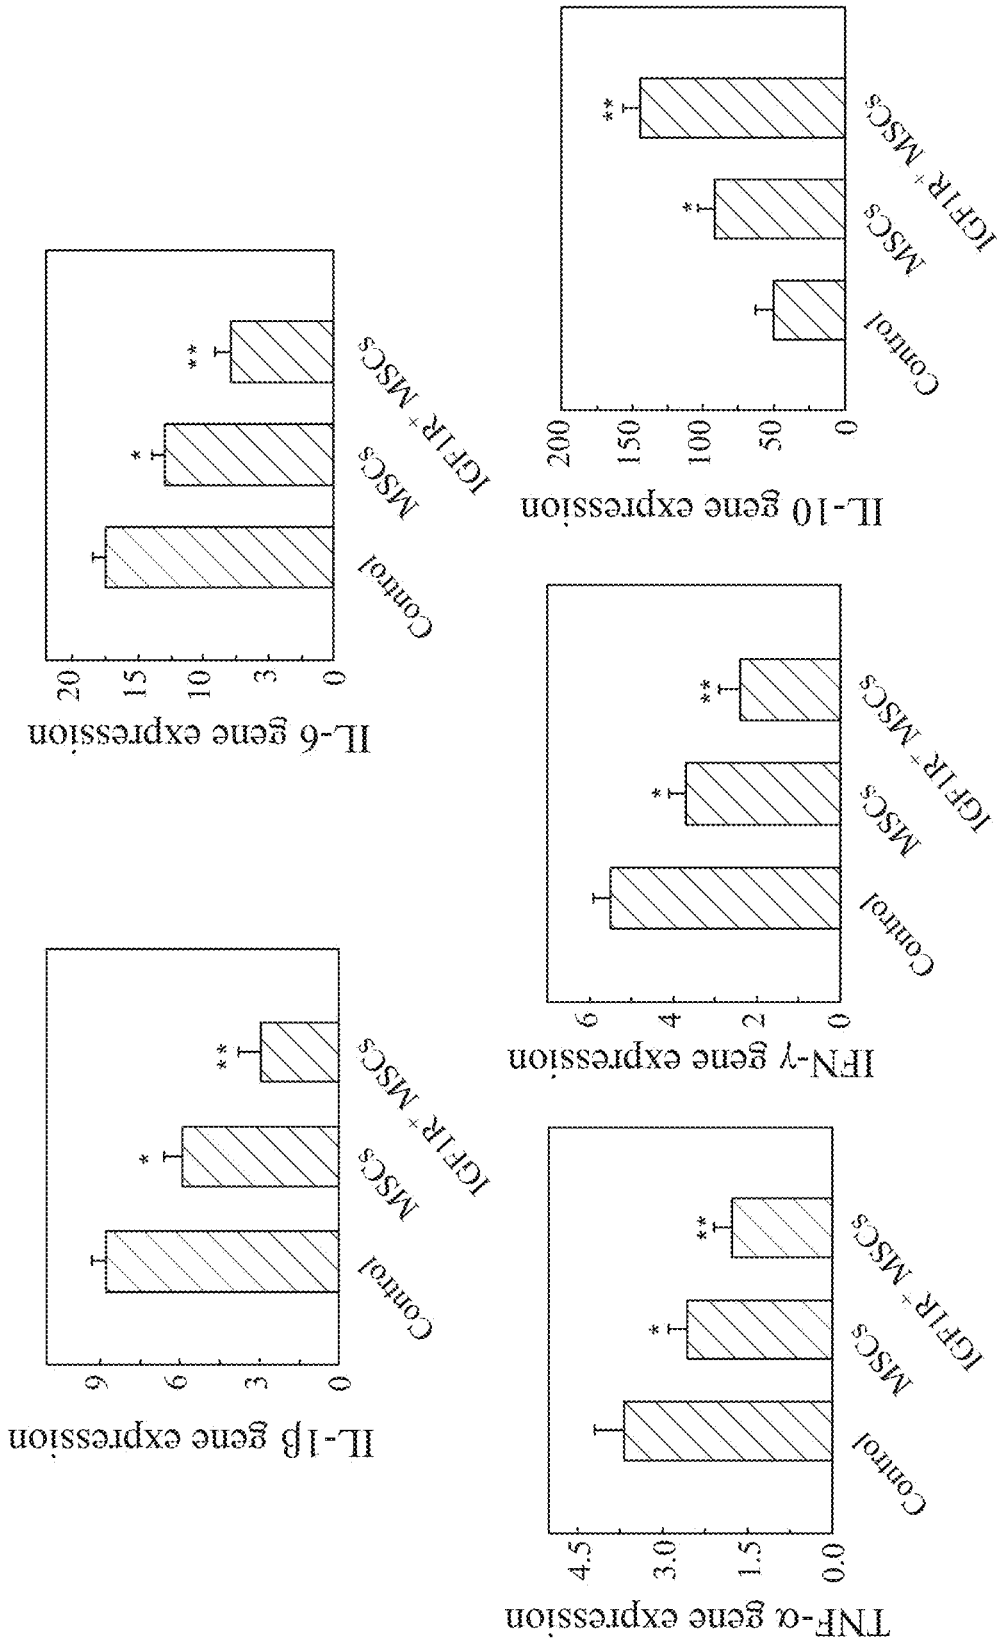 IL-1β gene expression
9
6
3
0
**
*
Control
MSCs
IGF1R⁺ MSCs
IL-6 gene expression
20
15
10
3
0
**
*
Control
MSCs
IGF1R⁺ MSCs
TNF-α gene expression
4.5
3.0
1.5
0.0
**
*
Control
MSCs
IGF1R⁺ MSCs
IFN-γ gene expression
6
4
2
0
**
*
Control
MSCs
IGF1R⁺ MSCs
IL-10 gene expression
200
150
100
50
0
**
*
Control
MSCs
IGF1R⁺ MSCs